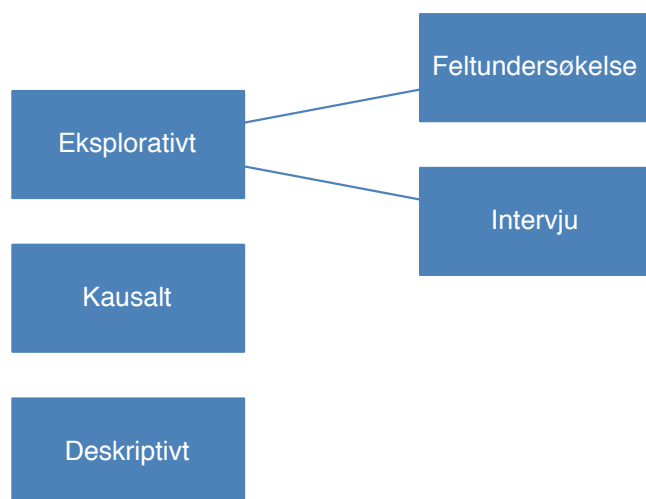 Feltundersøkelse
Eksplorativt
Intervju
Kausalt
Deskriptivt